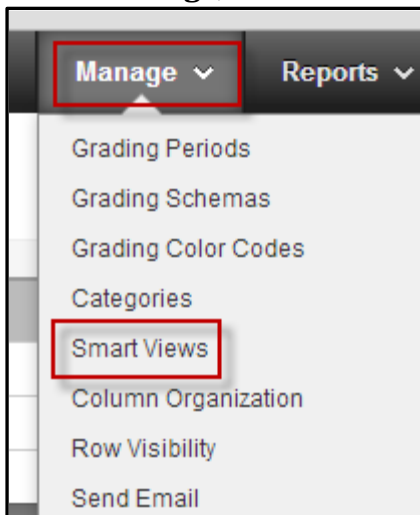 Manage Reports
Grading Periods
Grading Schemas
Grading Color Codes
Categories
Smart Views
Column Organization
Row Visibility
Send Email